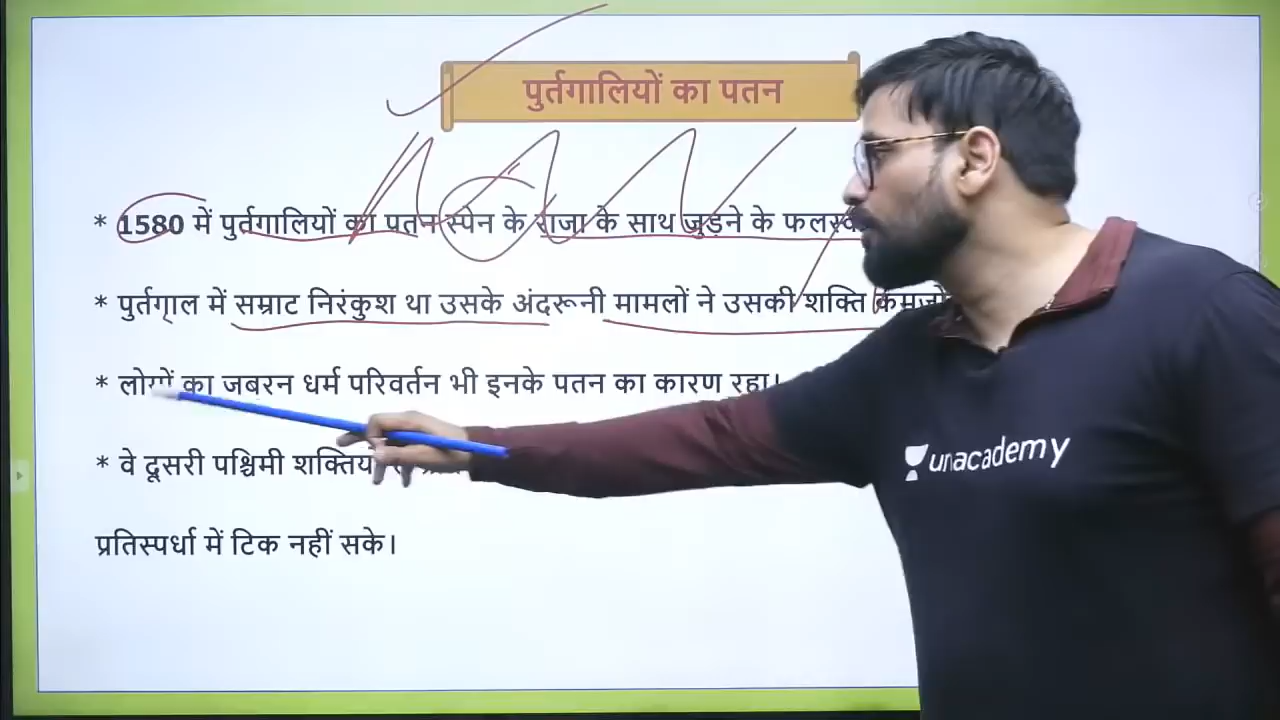 पुर्तगालियों का पतन
* 1580 में पुर्तगालियों का पतन स्पेन के राजा के साथ जुड़ने के
* पुर्तगाल में सम्राट निरंकुश था उसके अंदरूनी मामलों ने उसकी शक्ति
* लोगों का जबरन धर्म परिवर्तन भी इनके पतन का कारण रहा।
* वे दूसरी पश्चिमी
प्रतिस्पर्धा में टिक नहीं सके।
unacademy